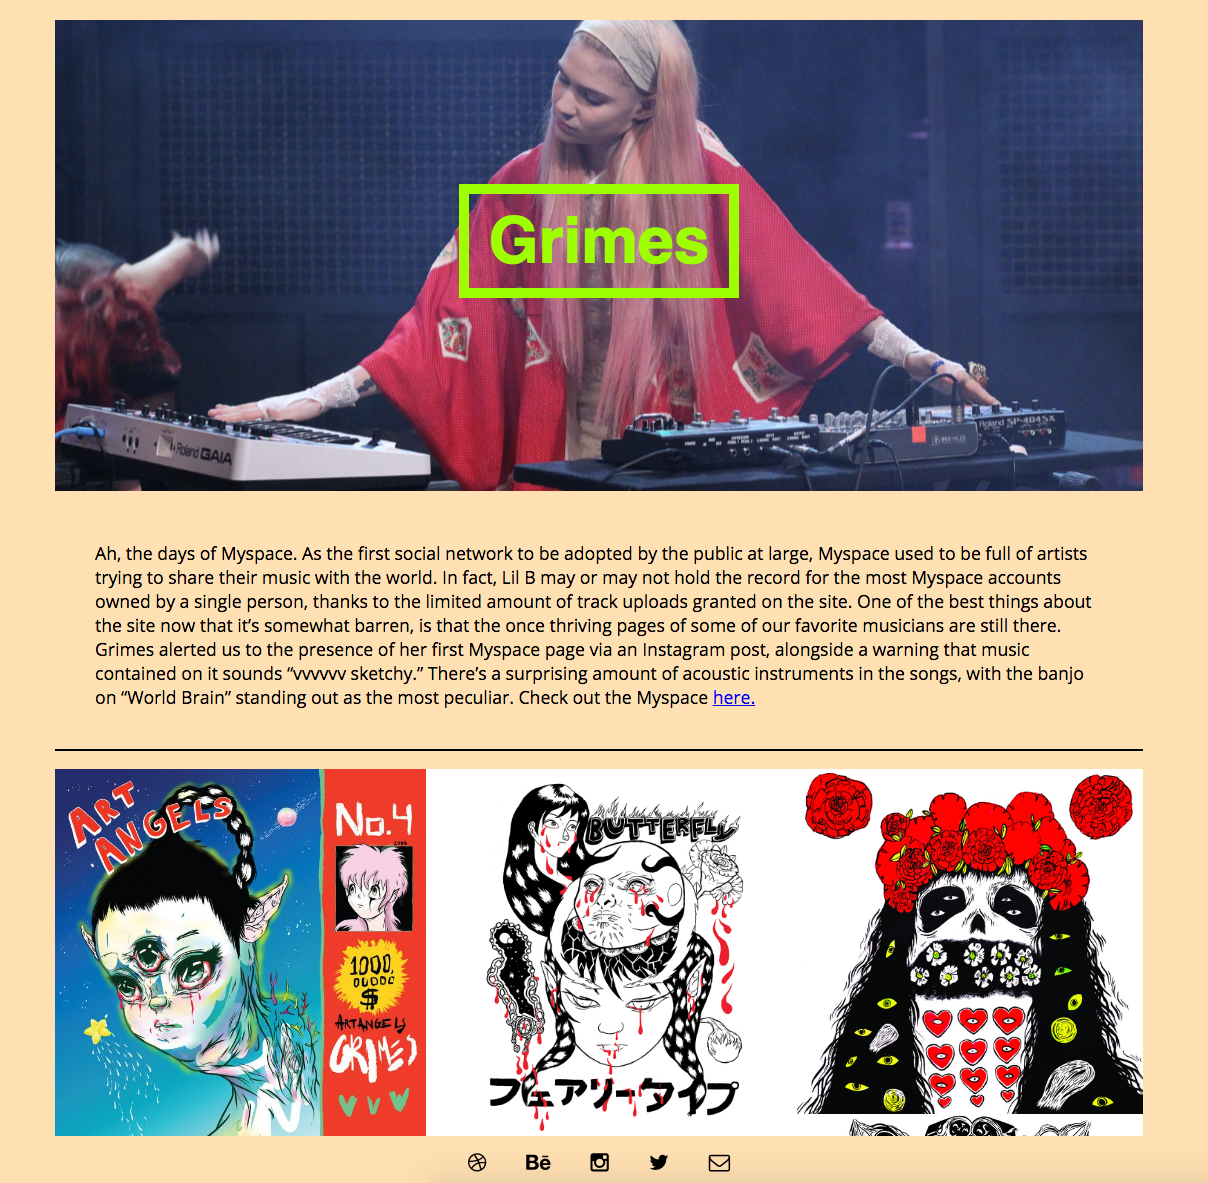 Grimes
Roland GAIA
Roland SP-404SX
Ah, the days of Myspace. As the first social network to be adopted by the public at large, Myspace used to be full of artists
trying to share their music with the world. In fact, Lil B may or may not hold the record for the most Myspace accounts
owned by a single person, thanks to the limited amount of track uploads granted on the site. One of the best things about
the site now that it’s somewhat barren, is that the once thriving pages of some of our favorite musicians are still there.
Grimes alerted us to the presence of her first Myspace page via an Instagram post, alongside a warning that music
contained on it sounds “vvvvvv sketchy.” There’s a surprising amount of acoustic instruments in the songs, with the banjo
on “World Brain” standing out as the most peculiar. Check out the Myspace here.
ART
ANGELS
No.4
1000,
00000
$
ARTANGELS
GRIMES
BUTTERFLY
フェアリータイプ
Bē